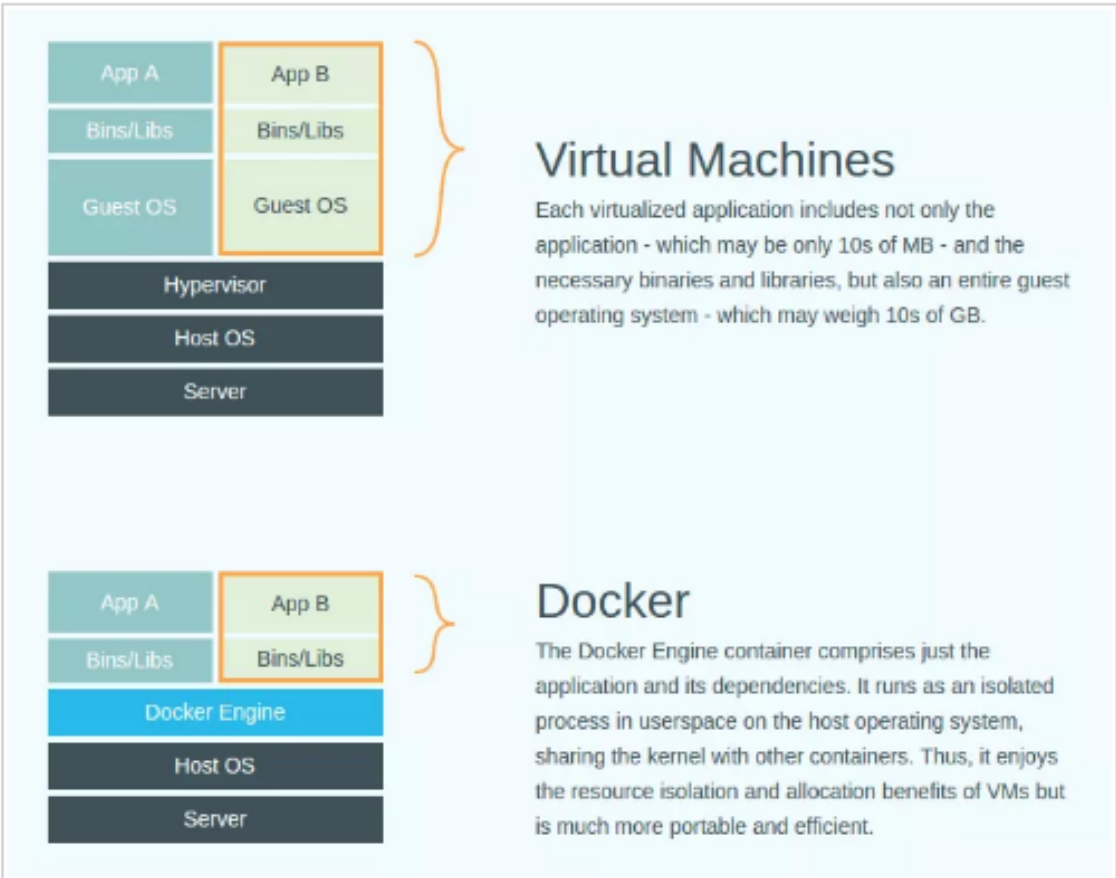 App A
App B
Bins/Libs
Bins/Libs
Guest OS
Guest OS
Hypervisor
Host OS
Server
Virtual Machines
Each virtualized application includes not only the
application - which may be only 10s of MB - and the
necessary binaries and libraries, but also an entire guest
operating system - which may weigh 10s of GB.
App A
App B
Bins/Libs
Bins/Libs
Docker Engine
Host OS
Server
Docker
The Docker Engine container comprises just the
application and its dependencies. It runs as an isolated
process in userspace on the host operating system,
sharing the kernel with other containers. Thus, it enjoys
the resource isolation and allocation benefits of VMs but
is much more portable and efficient.